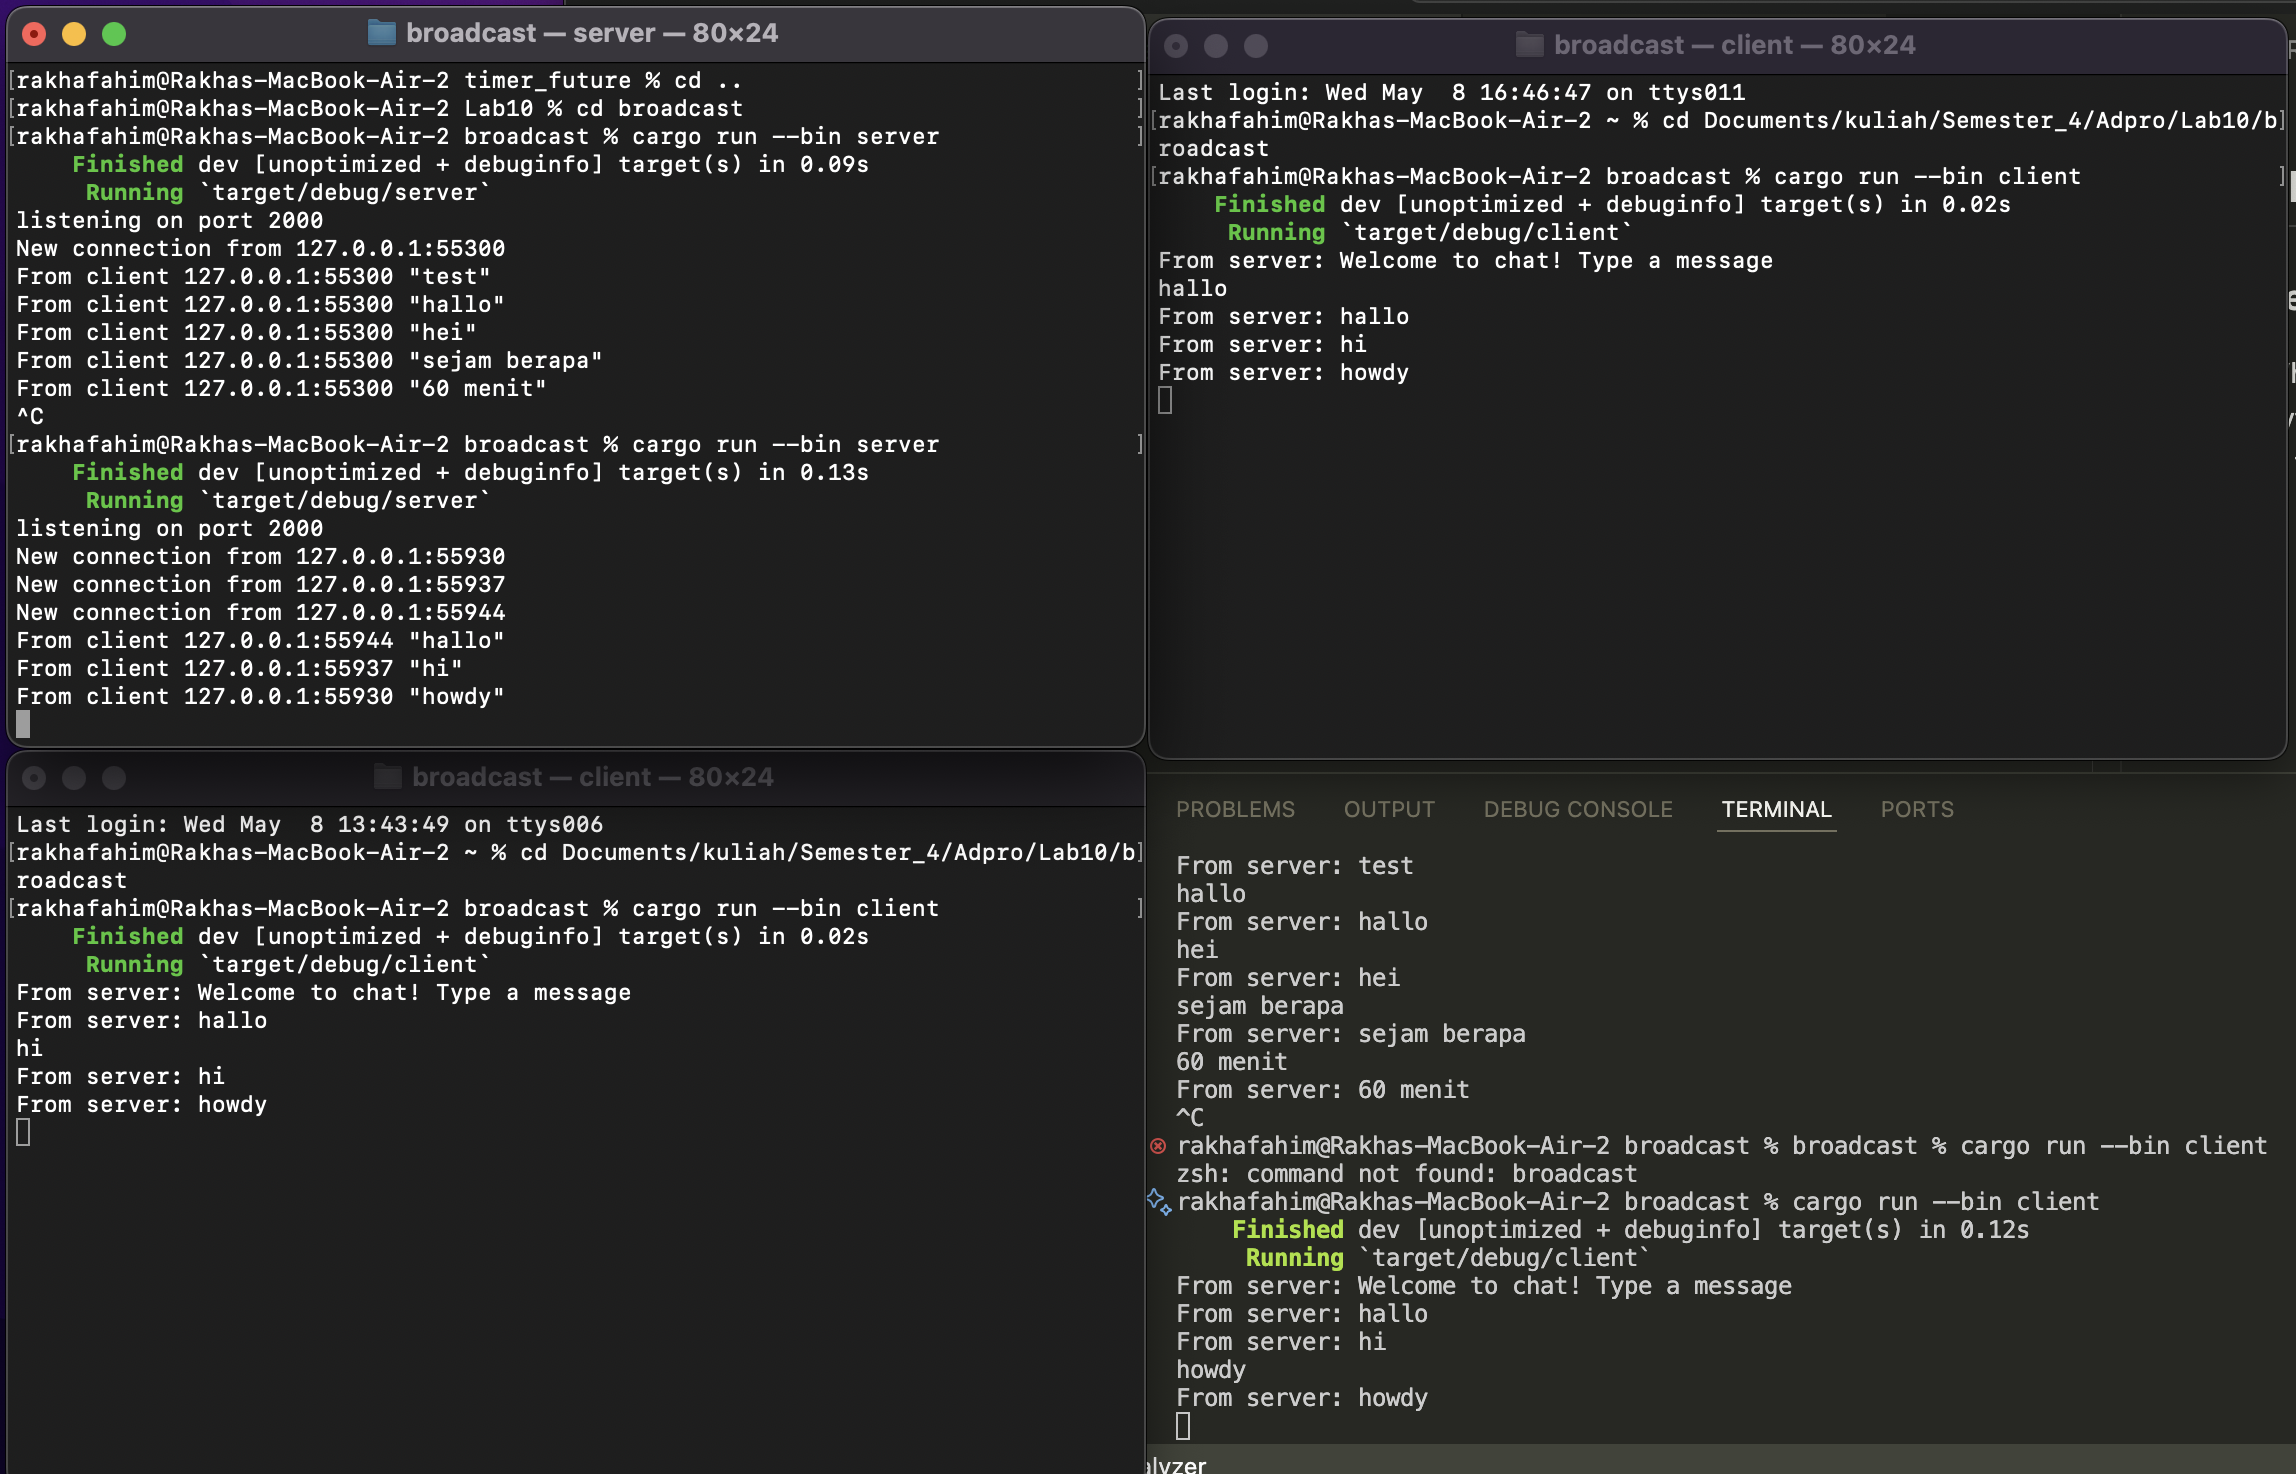 broadcast — server — 80×24
[rakhafahim@Rakhas-MacBook-Air-2 timer_future % cd ..                            ]
[rakhafahim@Rakhas-MacBook-Air-2 Lab10 % cd broadcast                            ]
[rakhafahim@Rakhas-MacBook-Air-2 broadcast % cargo run --bin server              ]
    Finished dev [unoptimized + debuginfo] target(s) in 0.09s
     Running `target/debug/server`
listening on port 2000
New connection from 127.0.0.1:55300
From client 127.0.0.1:55300 "test"
From client 127.0.0.1:55300 "hallo"
From client 127.0.0.1:55300 "hei"
From client 127.0.0.1:55300 "sejam berapa"
From client 127.0.0.1:55300 "60 menit"
^C
[rakhafahim@Rakhas-MacBook-Air-2 broadcast % cargo run --bin server              ]
    Finished dev [unoptimized + debuginfo] target(s) in 0.13s
     Running `target/debug/server`
listening on port 2000
New connection from 127.0.0.1:55930
New connection from 127.0.0.1:55937
New connection from 127.0.0.1:55944
From client 127.0.0.1:55944 "hallo"
From client 127.0.0.1:55937 "hi"
From client 127.0.0.1:55930 "howdy"
broadcast — client — 80×24
Last login: Wed May  8 16:46:47 on ttys011
[rakhafahim@Rakhas-MacBook-Air-2 ~ % cd Documents/kuliah/Semester_4/Adpro/Lab10/b]
roadcast
[rakhafahim@Rakhas-MacBook-Air-2 broadcast % cargo run --bin client              ]
    Finished dev [unoptimized + debuginfo] target(s) in 0.02s
     Running `target/debug/client`
From server: Welcome to chat! Type a message
hallo
From server: hallo
From server: hi
From server: howdy
broadcast — client — 80×24
Last login: Wed May  8 13:43:49 on ttys006
[rakhafahim@Rakhas-MacBook-Air-2 ~ % cd Documents/kuliah/Semester_4/Adpro/Lab10/b]
roadcast
[rakhafahim@Rakhas-MacBook-Air-2 broadcast % cargo run --bin client              ]
    Finished dev [unoptimized + debuginfo] target(s) in 0.02s
     Running `target/debug/client`
From server: Welcome to chat! Type a message
From server: hallo
hi
From server: hi
From server: howdy
PROBLEMS OUTPUT DEBUG CONSOLE TERMINAL PORTS
From server: test
hallo
From server: hallo
hei
From server: hei
sejam berapa
From server: sejam berapa
60 menit
From server: 60 menit
^C
rakhafahim@Rakhas-MacBook-Air-2 broadcast % broadcast % cargo run --bin client
zsh: command not found: broadcast
rakhafahim@Rakhas-MacBook-Air-2 broadcast % cargo run --bin client
    Finished dev [unoptimized + debuginfo] target(s) in 0.12s
     Running `target/debug/client`
From server: Welcome to chat! Type a message
From server: hallo
From server: hi
howdy
From server: howdy